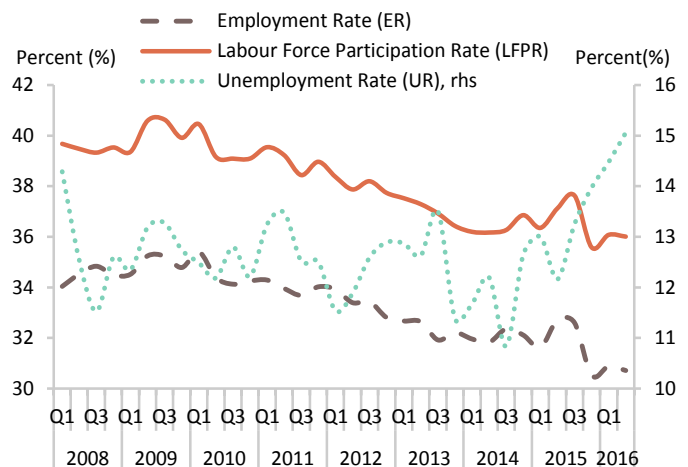 Employment Rate (ER)
Percent (%) Labour Force Participation Rate (LFPR) Percent(%)
Unemployment Rate (UR), rhs
42 16
40 15
38 14
36 13
34 12
32 11
30 10
Q1 Q3 Q1 Q3 Q1 Q3 Q1 Q3 Q1 Q3 Q1 Q3 Q1 Q3 Q1 Q3 Q1
2008 2009 2010 2011 2012 2013 2014 2015 2016